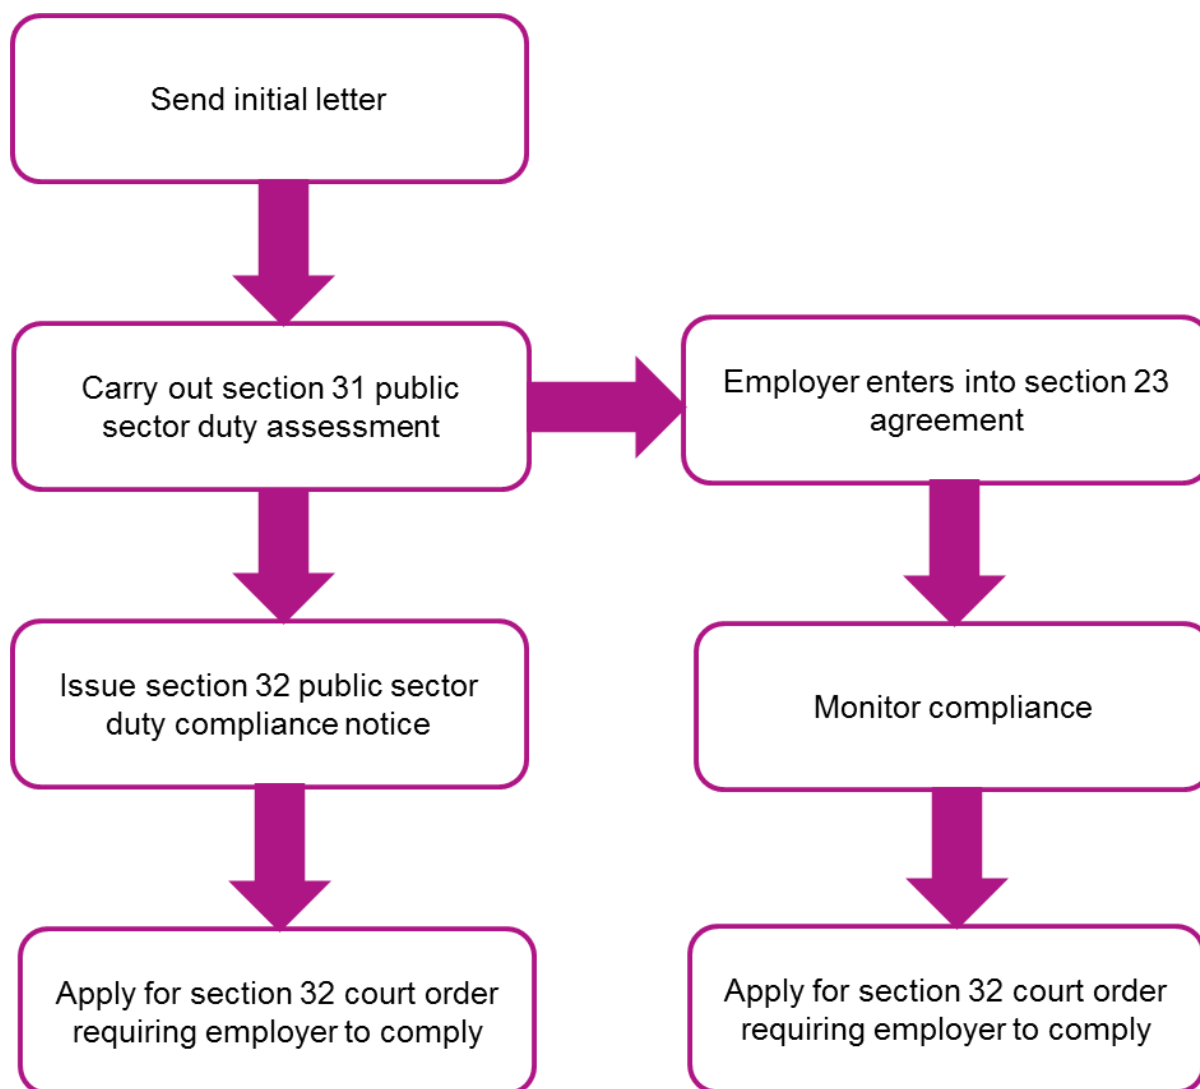 Send initial letter
Carry out section 31 public
sector duty assessment
Employer enters into section 23
agreement
Issue section 32 public sector
duty compliance notice
Monitor compliance
Apply for section 32 court order
requiring employer to comply
Apply for section 32 court order
requiring employer to comply